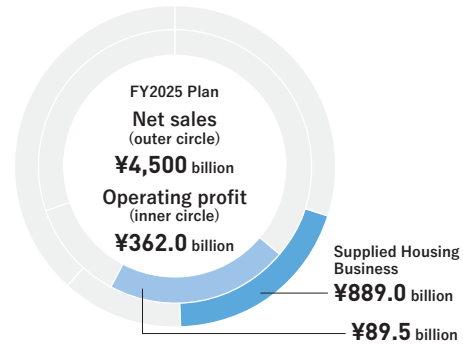 FY2025 Plan
Net sales
(outer circle)
¥4,500 billion
Operating profit
(inner circle)
¥362.0 billion
Supplied Housing
Business
¥889.0 billion
¥89.5 billion